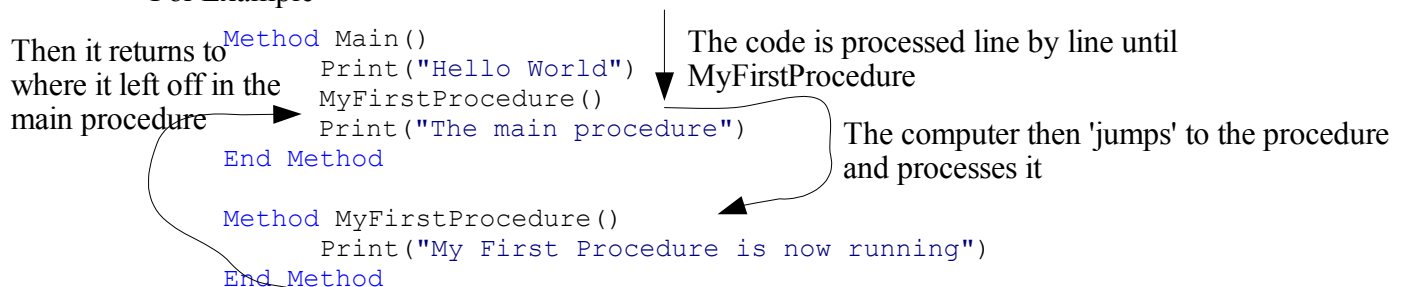 For Example
Then it returns to
where it left off in the
main procedure
Method Main()
Print("Hello World")
MyFirstProcedure()
Print("The main procedure")
End Method
The code is processed line by line until
MyFirstProcedure
The computer then 'jumps' to the procedure
and processes it
Method MyFirstProcedure()
Print("My First Procedure is now running")
End Method